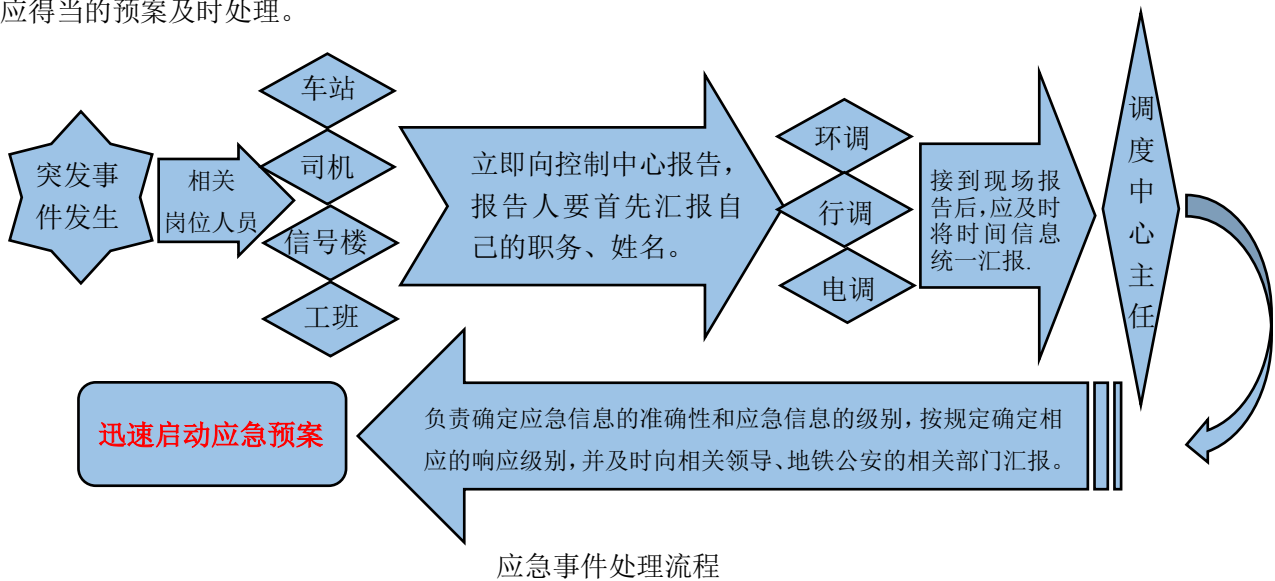 应得当的预案及时处理。
突发事
件发生
相关
岗位人员
车站
司机
信号楼
工班
立即向控制中心报告，
报告人要首先汇报自
己的职务、姓名。
环调
行调
电调
接到现场报
告后，应及时
将时间信息
统一汇报.
调
度
中
心
主
任
负责确定应急信息的准确性和应急信息的级别，按规定确定相
应的响应级别，并及时向相关领导、地铁公安的相关部门汇报。
迅速启动应急预案
应急事件处理流程